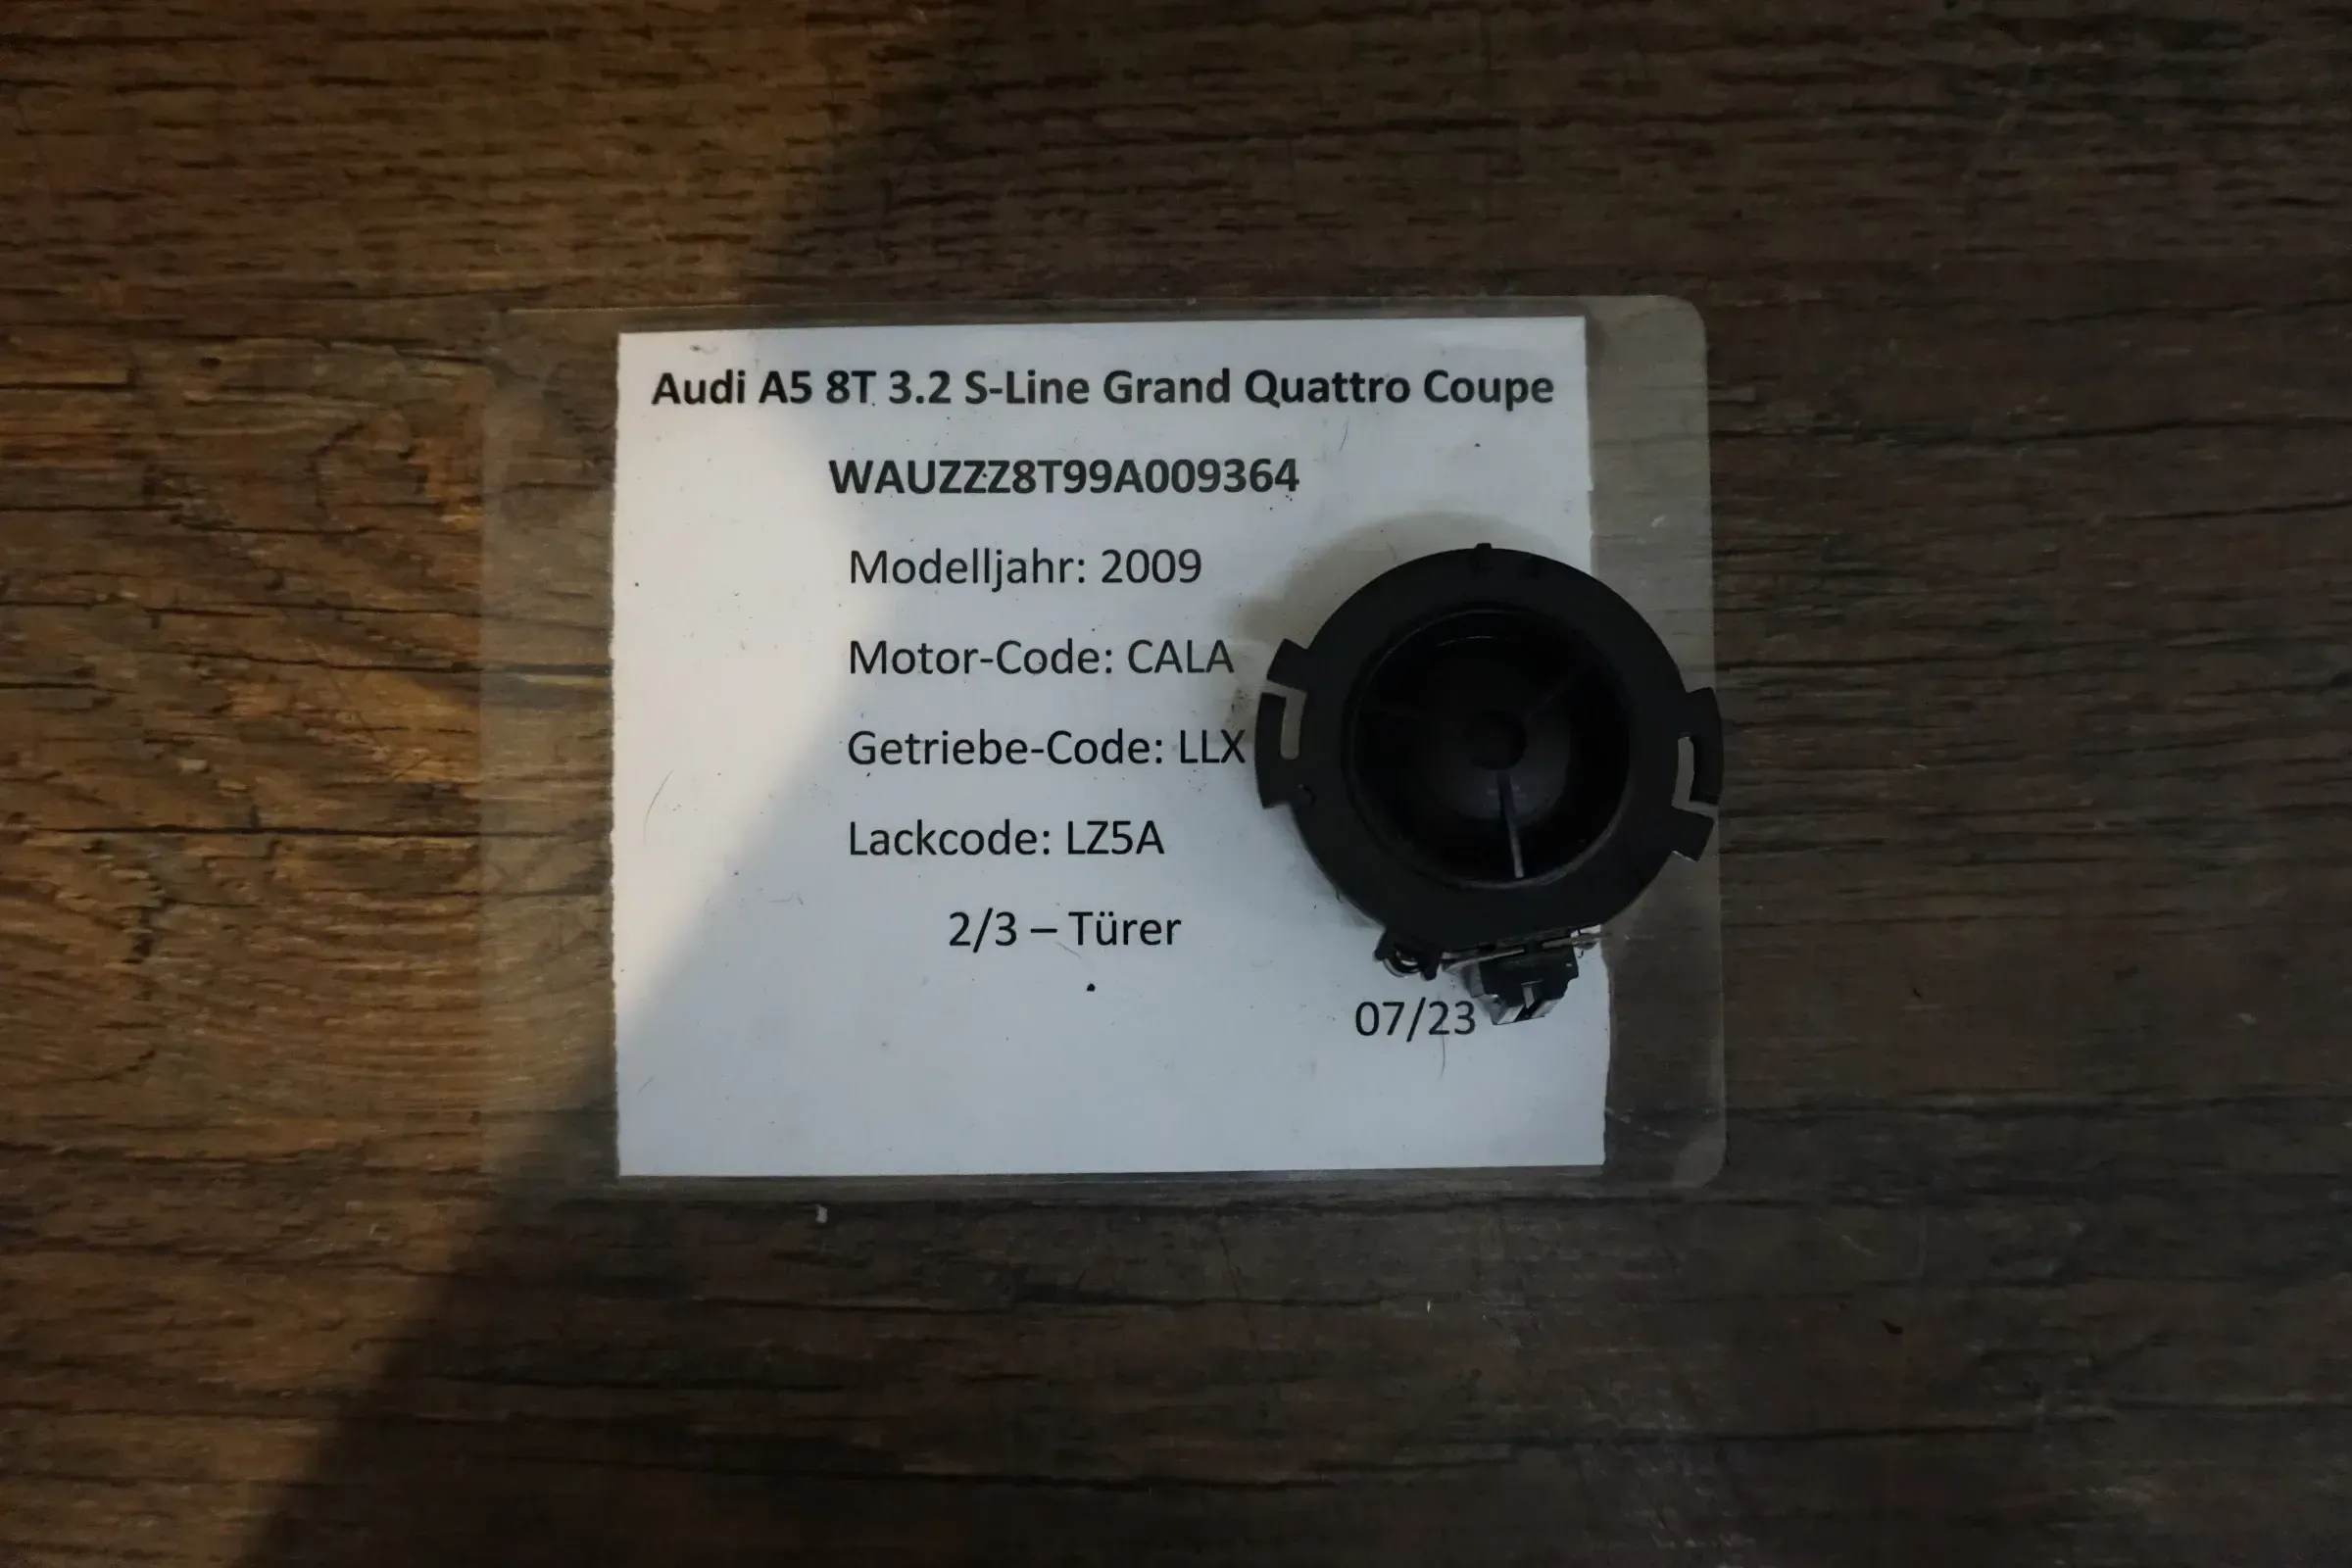 Audi A5 8T 3.2 S-Line Grand Quattro Coupe
WAUZZZ8T99A009364
Modelljahr: 2009
Motor-Code: CALA
Getriebe-Code: LLX
Lackcode: LZ5A
2/3 – Türer
07/23